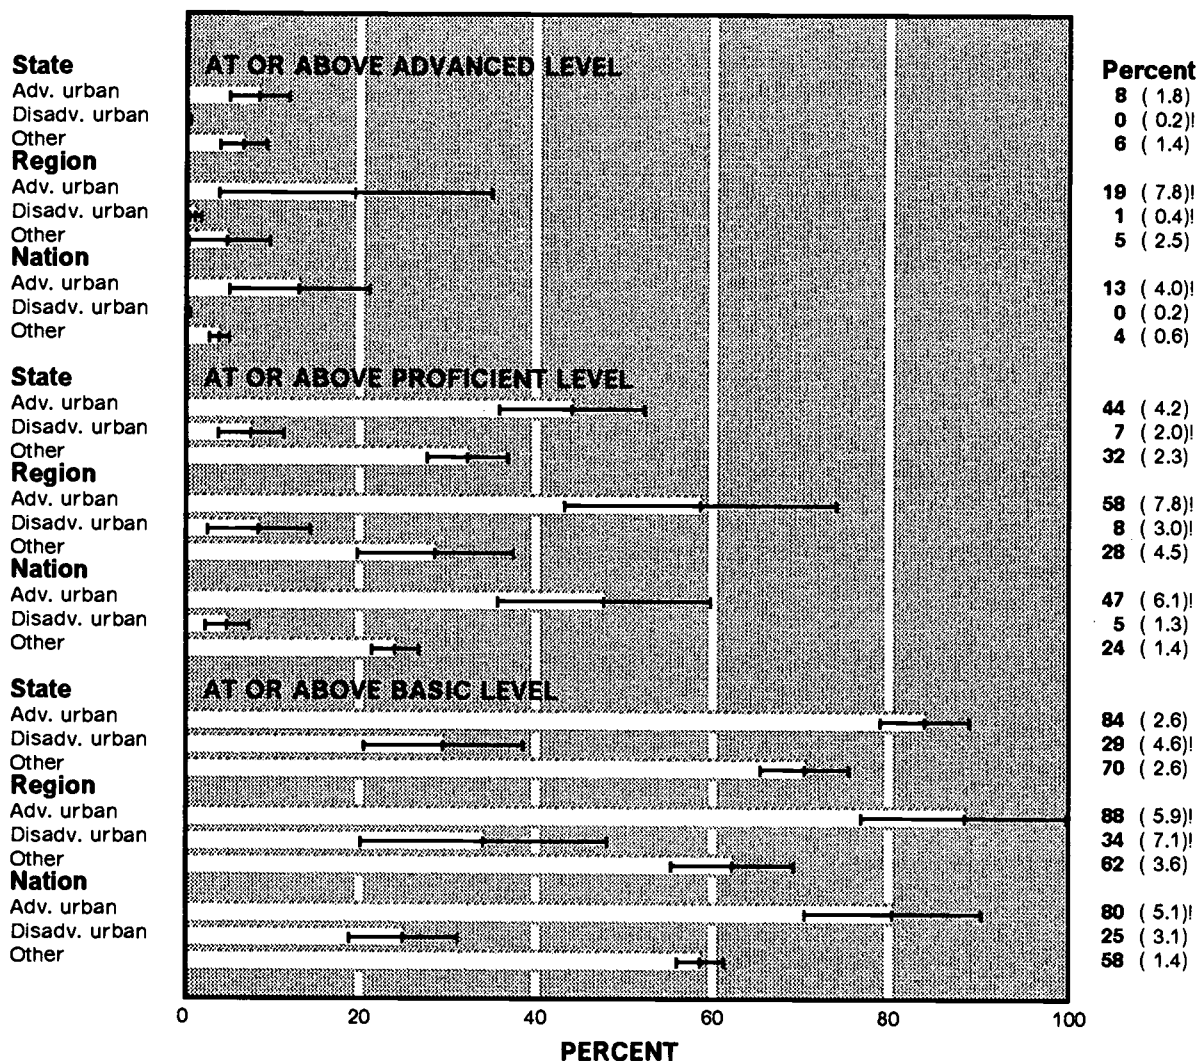 State AT OR ABOVE ADVANCED LEVEL Percent
Adv. urban 8 ( 1.8)
Disadv. urban 0 ( 0.2)!
Other 6 ( 1.4)
Region
Adv. urban 19 ( 7.8)!
Disadv. urban 1 ( 0.4)!
Other 5 ( 2.5)
Nation
Adv. urban 13 ( 4.0)!
Disadv. urban 0 ( 0.2)
Other 4 ( 0.6)
State AT OR ABOVE PROFICIENT LEVEL
Adv. urban 44 ( 4.2)
Disadv. urban 7 ( 2.0)!
Other 32 ( 2.3)
Region
Adv. urban 58 ( 7.8)!
Disadv. urban 8 ( 3.0)!
Other 28 ( 4.5)
Nation
Adv. urban 47 ( 6.1)!
Disadv. urban 5 ( 1.3)
Other 24 ( 1.4)
State AT OR ABOVE BASIC LEVEL
Adv. urban 84 ( 2.6)
Disadv. urban 29 ( 4.6)!
Other 70 ( 2.6)
Region
Adv. urban 88 ( 5.9)!
Disadv. urban 34 ( 7.1)!
Other 62 ( 3.6)
Nation
Adv. urban 80 ( 5.1)!
Disadv. urban 25 ( 3.1)
Other 58 ( 1.4)
0 20 40 60 80 100
PERCENT